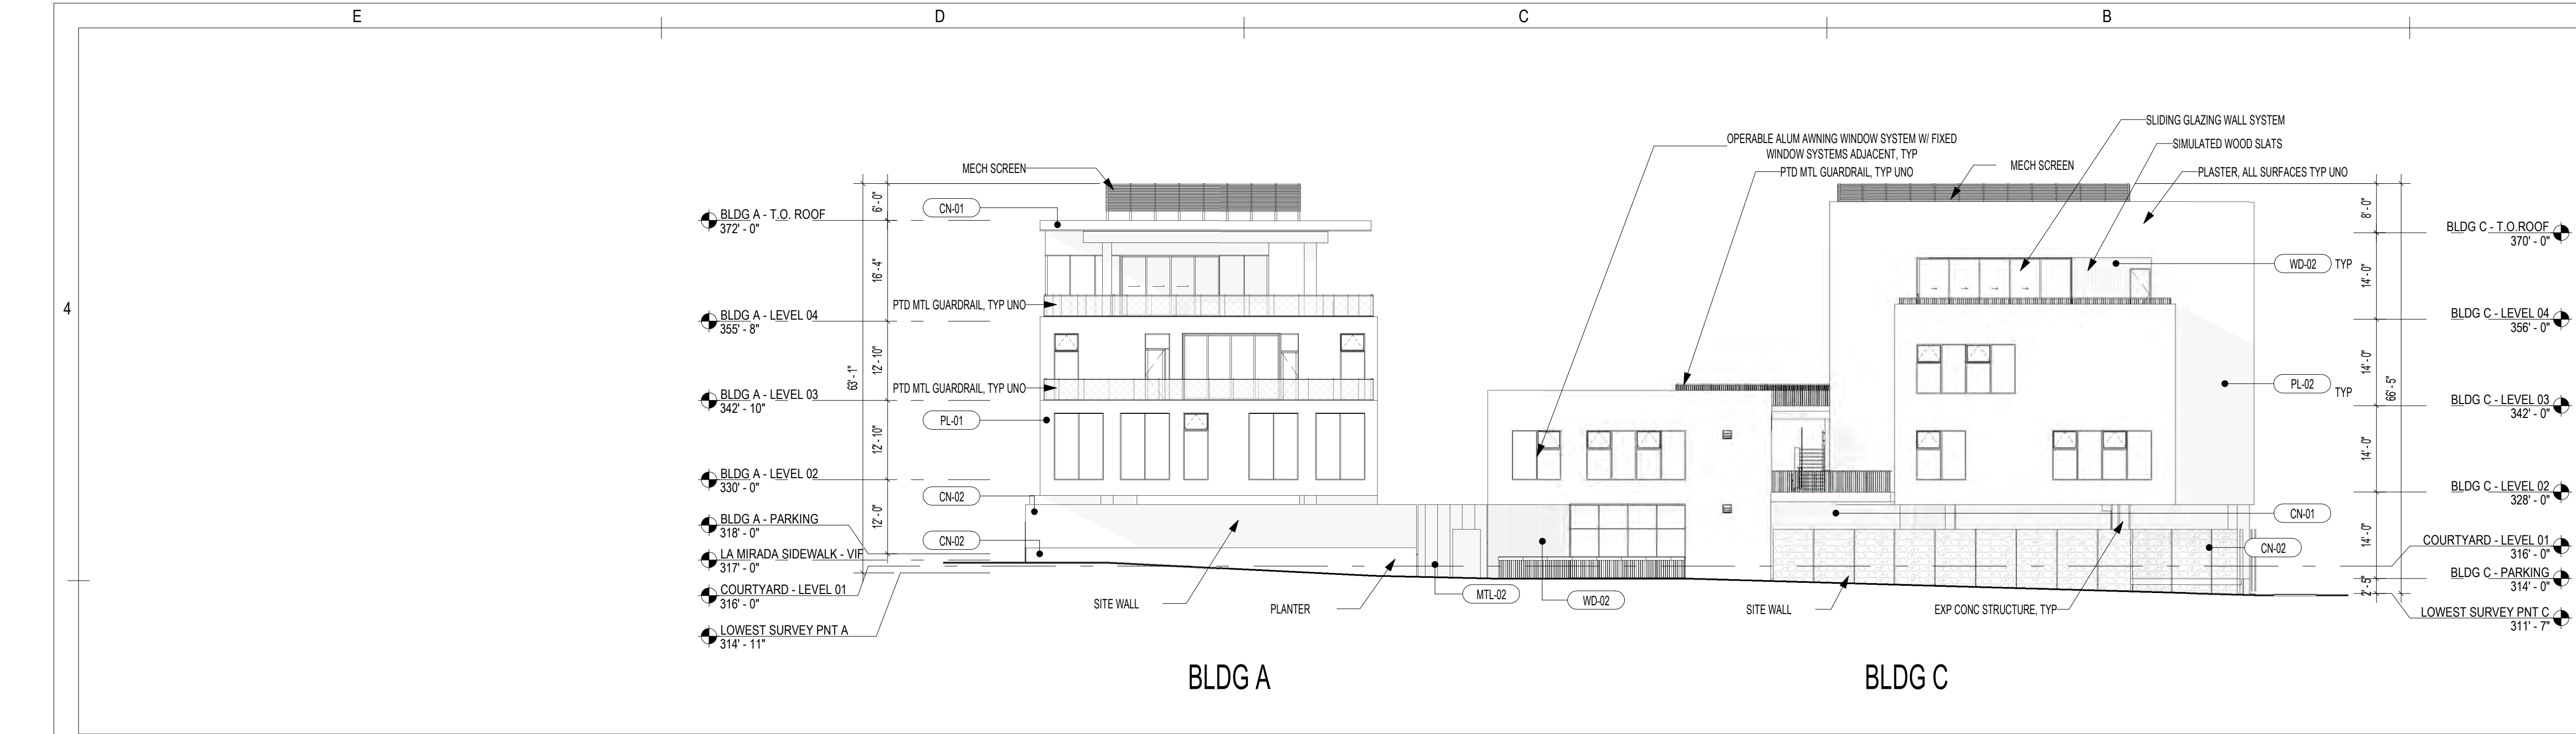 E
D
C
B
4
MECH SCREEN
CN-01
BLDG A - T.O. ROOF
372' - 0"
6' - 0"
16' - 4"
PTD MTL GUARDRAIL, TYP UNO
BLDG A - LEVEL 04
355' - 8"
12' - 10"
63' - 1"
PTD MTL GUARDRAIL, TYP UNO
BLDG A - LEVEL 03
342' - 10"
PL-01
12' - 10"
BLDG A - LEVEL 02
330' - 0"
CN-02
12' - 0"
BLDG A - PARKING
318' - 0"
CN-02
LA MIRADA SIDEWALK - VIF
317' - 0"
COURTYARD - LEVEL 01
316' - 0"
LOWEST SURVEY PNT A
314' - 11"
SITE WALL
PLANTER
MTL-02
WD-02
BLDG A
OPERABLE ALUM AWNING WINDOW SYSTEM W/ FIXED
WINDOW SYSTEMS ADJACENT, TYP
PTD MTL GUARDRAIL, TYP UNO
MECH SCREEN
SLIDING GLAZING WALL SYSTEM
SIMULATED WOOD SLATS
PLASTER, ALL SURFACES TYP UNO
8' - 0"
BLDG C - T.O.ROOF
370' - 0"
WD-02
TYP
14' - 0"
BLDG C - LEVEL 04
356' - 0"
14' - 0"
PL-02
TYP
66' - 5"
BLDG C - LEVEL 03
342' - 0"
14' - 0"
BLDG C - LEVEL 02
328' - 0"
CN-01
14' - 0"
CN-02
COURTYARD - LEVEL 01
316' - 0"
BLDG C - PARKING
314' - 0"
2' - 5"
LOWEST SURVEY PNT C
311' - 7"
SITE WALL
EXP CONC STRUCTURE, TYP
BLDG C